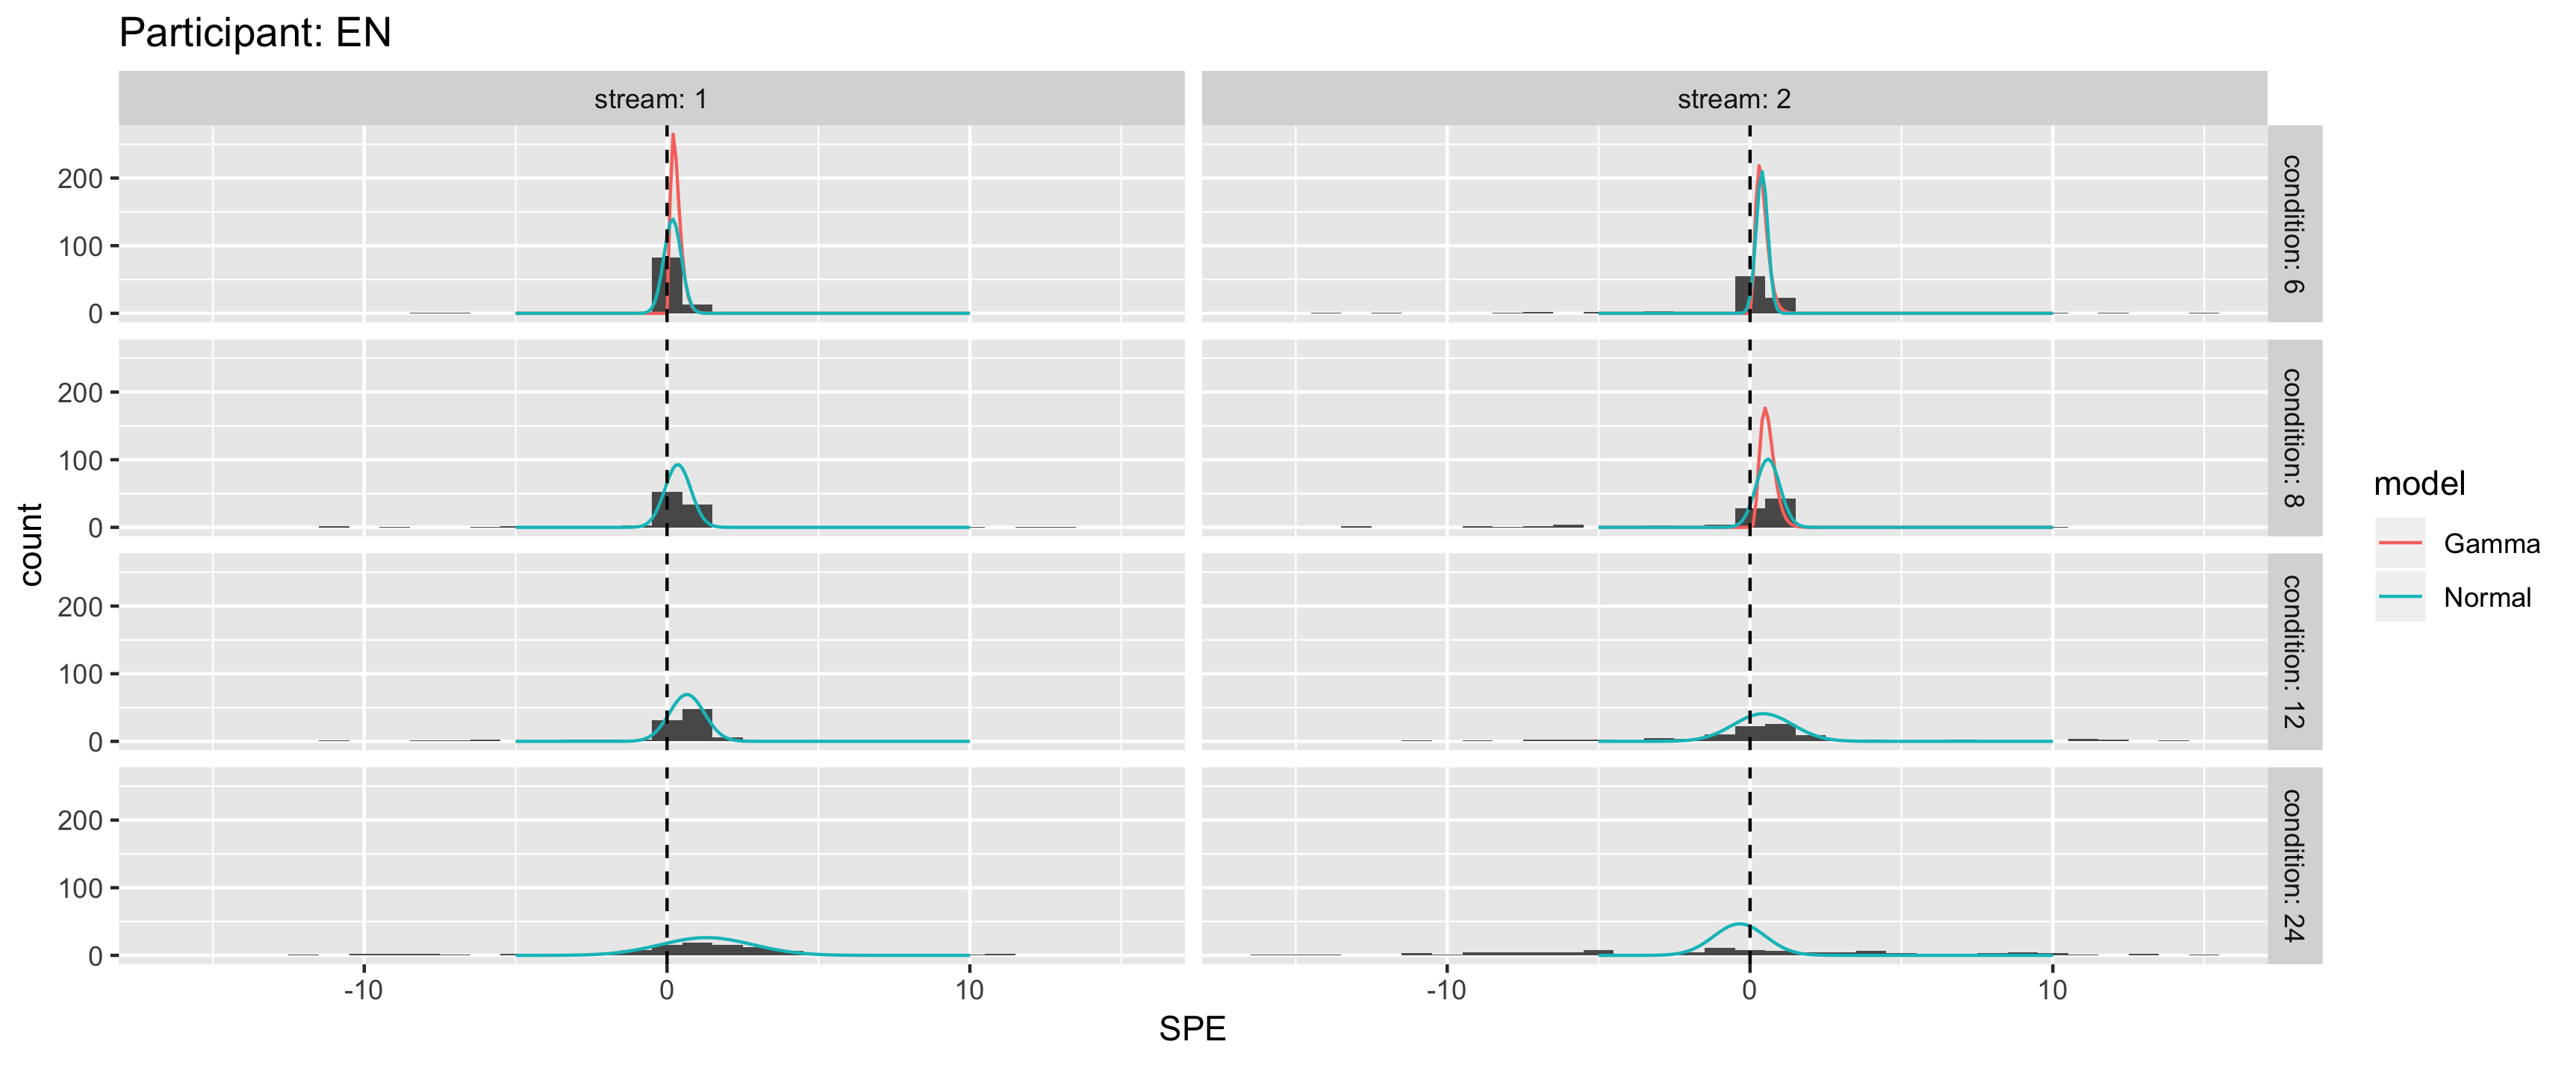 Participant: EN
stream: 1
stream: 2
200
100
0
condition: 6
200
100
0
condition: 8
200
100
0
condition: 12
200
100
0
condition: 24
count
-10
0
10
-10
0
10
SPE
model
Gamma
Normal